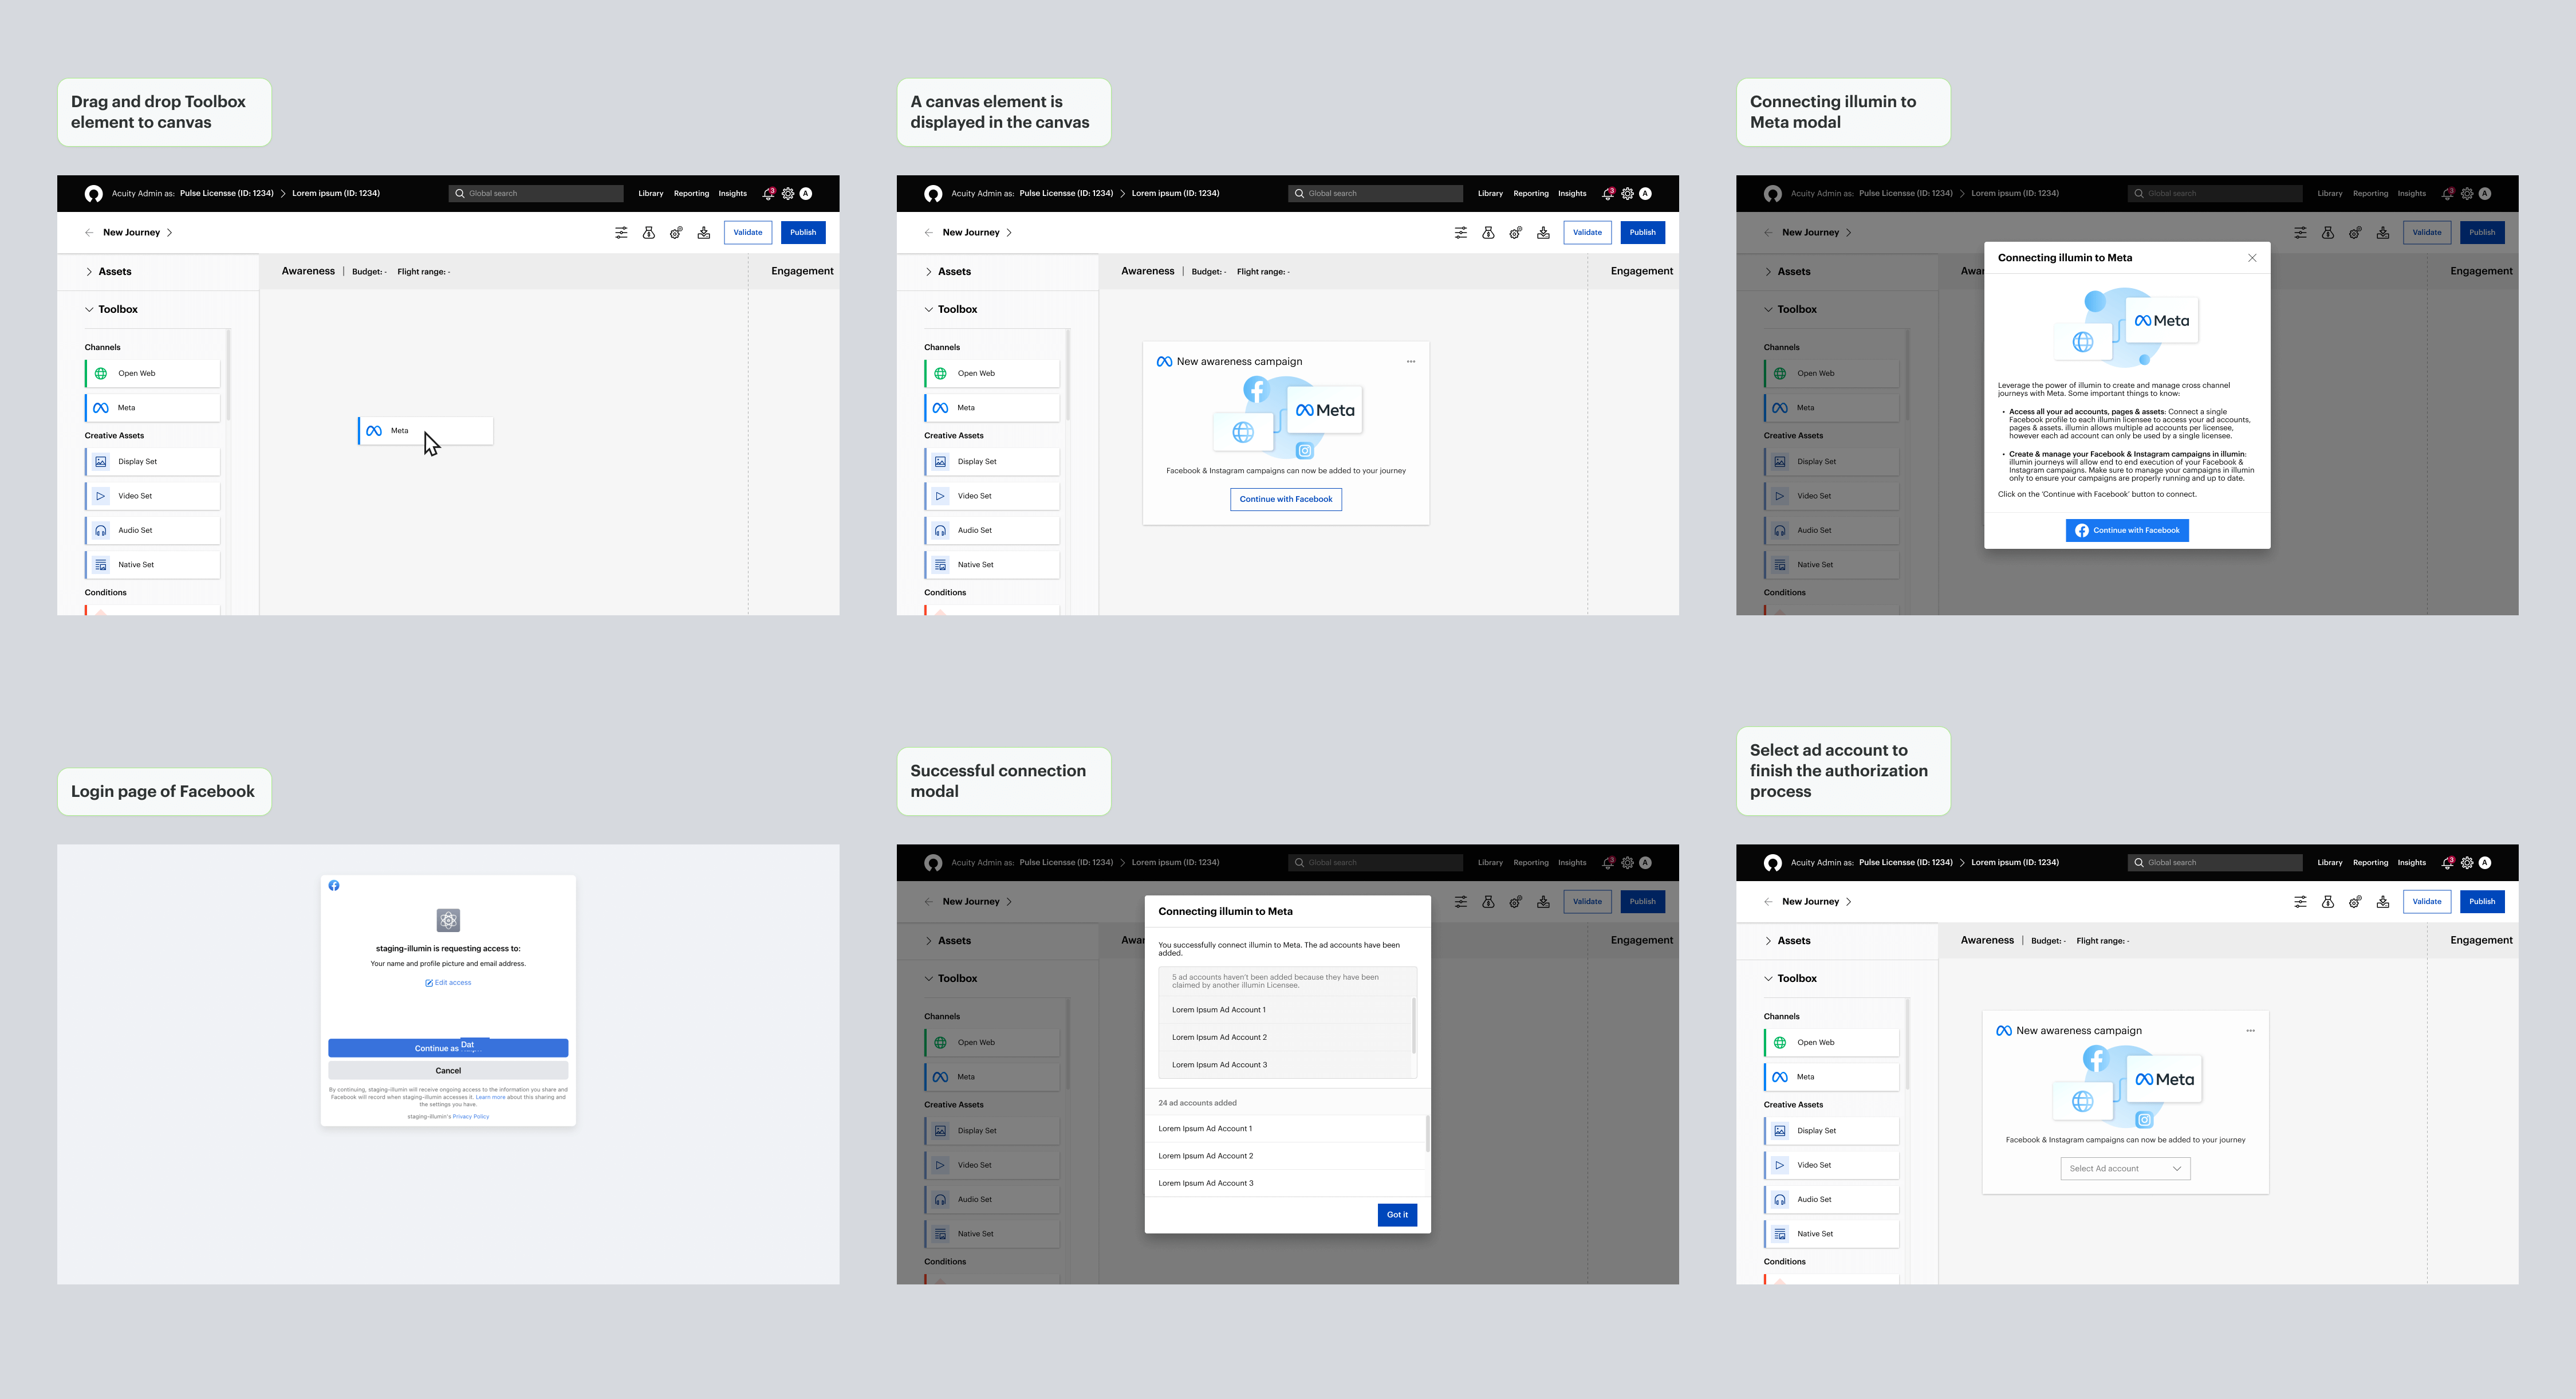 Drag and drop Toolbox
element to canvas
Acuity Admin as: Pulse Licensse (ID: 1234) Lorem ipsum (ID: 1234)
Global search
Library Reporting Insights 3 A
New Journey
Validate Publish
Assets
Awareness | Budget: - Flight range: -
Engagement
Toolbox
Channels
Open Web
Meta
Creative Assets
Display Set
Video Set
Audio Set
Native Set
Conditions
Meta
A canvas element is
displayed in the canvas
Acuity Admin as: Pulse Licensse (ID: 1234) Lorem ipsum (ID: 1234)
Global search
Library Reporting Insights 3 A
New Journey
Validate Publish
Assets
Awareness | Budget: - Flight range: -
Engagement
Toolbox
Channels
Open Web
Meta
Creative Assets
Display Set
Video Set
Audio Set
Native Set
Conditions
New awareness campaign
Meta
Facebook & Instagram campaigns can now be added to your journey
Continue with Facebook
Connecting illumin to
Meta modal
Acuity Admin as: Pulse Licensse (ID: 1234) Lorem ipsum (ID: 1234)
Global search
Library Reporting Insights 3 A
New Journey
Validate Publish
Assets
Awar
Engagement
Toolbox
Channels
Open Web
Meta
Creative Assets
Display Set
Video Set
Audio Set
Native Set
Conditions
Connecting illumin to Meta
Meta
Leverage the power of illumin to create and manage cross channel
journeys with Meta. Some important things to know:
• Access all your ad accounts, pages & assets: Connect a single
Facebook profile to each illumin licensee to access your ad accounts,
pages & assets. illumin allows multiple ad accounts per licensee,
however each ad account can only be used by a single licensee.
• Create & manage your Facebook & Instagram campaigns in illumin:
illumin journeys will allow end to end execution of your Facebook &
Instagram campaigns. Make sure to manage your campaigns in illumin
only to ensure your campaigns are properly running and up to date.
Click on the 'Continue with Facebook' button to connect.
Continue with Facebook
Login page of Facebook
staging-illumin is requesting access to:
Your name and profile picture and email address.
Edit access
Continue as Dat
Cancel
By continuing, staging-illumin will receive ongoing access to the information you share and
Facebook will record when staging-illumin accesses it. Learn more about this sharing and
the settings you have.
staging-illumin's Privacy Policy
Successful connection
modal
Acuity Admin as: Pulse Licensse (ID: 1234) Lorem ipsum (ID: 1234)
Global search
Library Reporting Insights 3 A
New Journey
Validate Publish
Assets
Awar
Engagement
Toolbox
Channels
Open Web
Meta
Creative Assets
Display Set
Video Set
Audio Set
Native Set
Conditions
Connecting illumin to Meta
You successfully connect illumin to Meta. The ad accounts have been
added.
5 ad accounts haven't been added because they have been
claimed by another illumin Licensee.
Lorem Ipsum Ad Account 1
Lorem Ipsum Ad Account 2
Lorem Ipsum Ad Account 3
24 ad accounts added
Lorem Ipsum Ad Account 1
Lorem Ipsum Ad Account 2
Lorem Ipsum Ad Account 3
Got it
Select ad account to
finish the authorization
process
Acuity Admin as: Pulse Licensse (ID: 1234) Lorem ipsum (ID: 1234)
Global search
Library Reporting Insights 3 A
New Journey
Validate Publish
Assets
Awareness | Budget: - Flight range: -
Engagement
Toolbox
Channels
Open Web
Meta
Creative Assets
Display Set
Video Set
Audio Set
Native Set
Conditions
New awareness campaign
Meta
Facebook & Instagram campaigns can now be added to your journey
Select Ad account